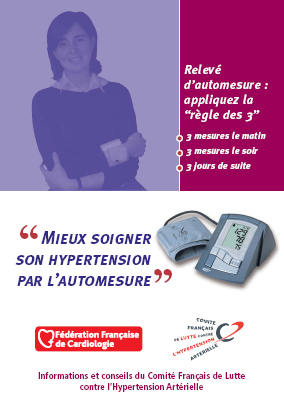 Relevé
d'automesure :
appliquez la
“règle des 3”
3 mesures le matin
3 mesures le soir
3 jours de suite
“MIEUX SOIGNER
SON HYPERTENSION
PAR L'AUTOMESURE”
Fédération Française
de Cardiologie
COMITÉ
FRANÇAIS
DE LUTTE CONTRE
L'HYPERTENSION
ARTÉRIELLE
Informations et conseils du Comité Français de Lutte
contre l'Hypertension Artérielle